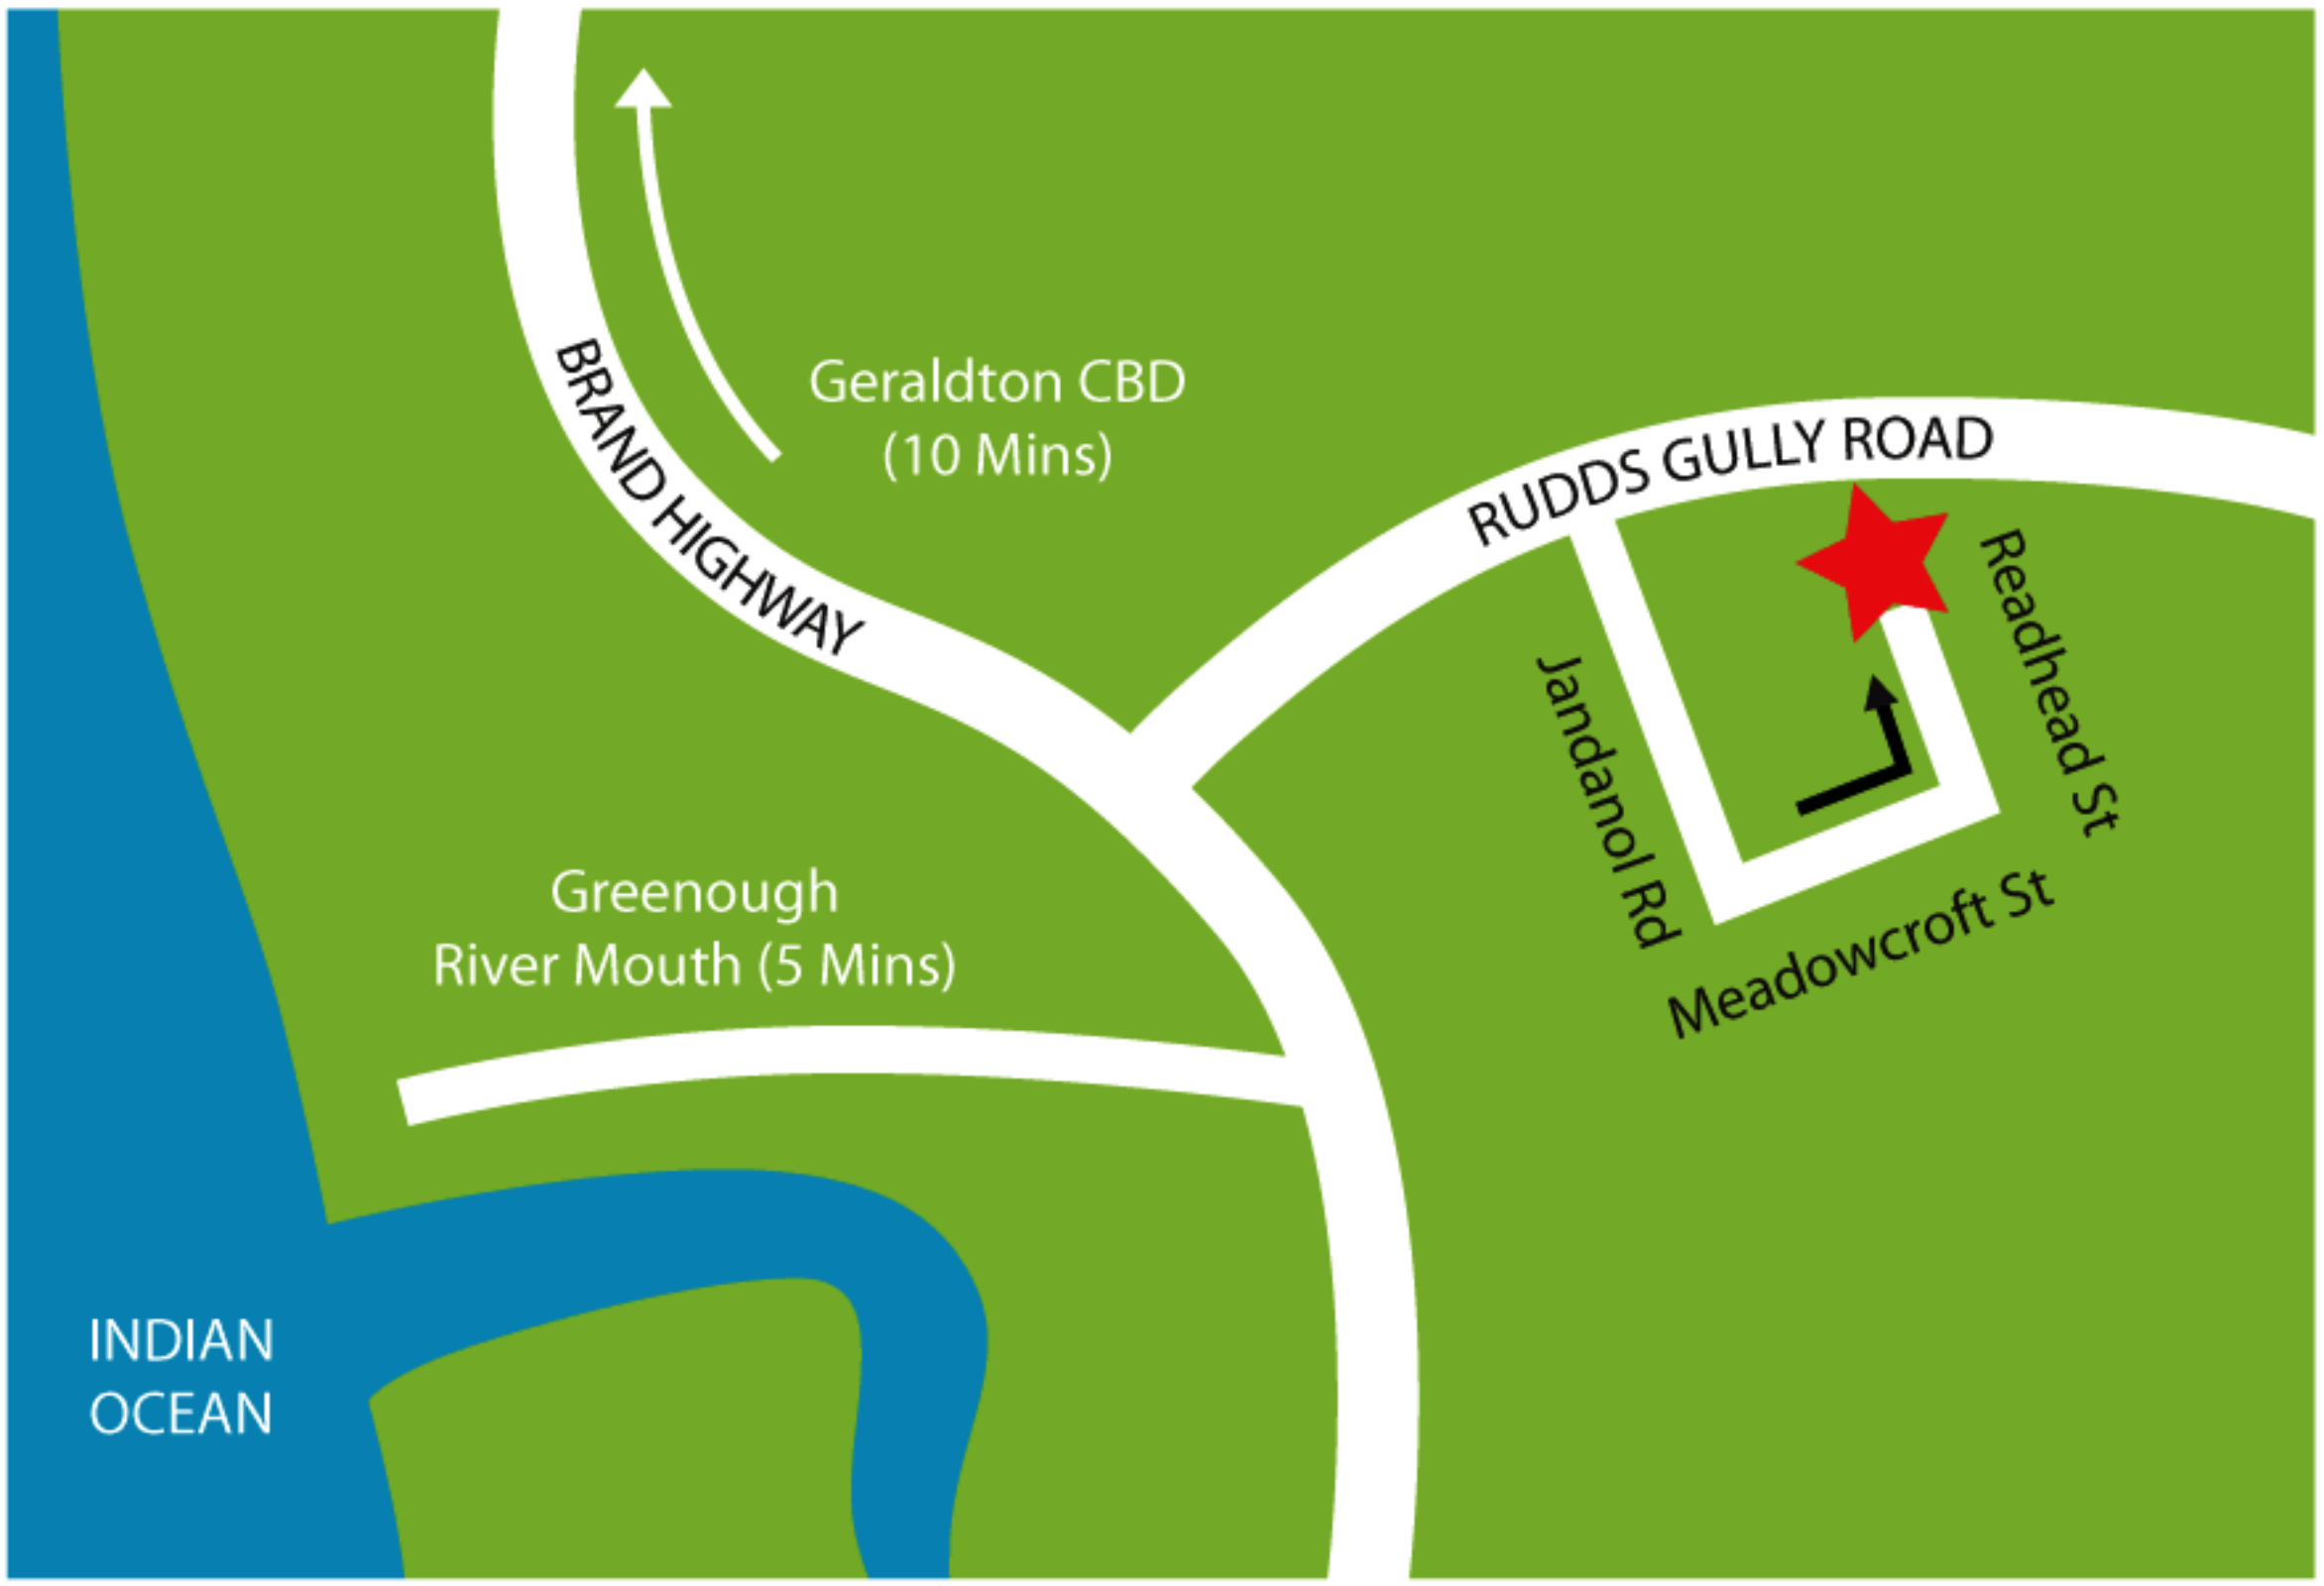 BRAND HIGHWAY
Geraldton CBD
(10 Mins)
RUDDS GULLY ROAD
Readhead St
Jandanol Rd
Meadowcroft St
Greenough
River Mouth (5 Mins)
INDIAN
OCEAN